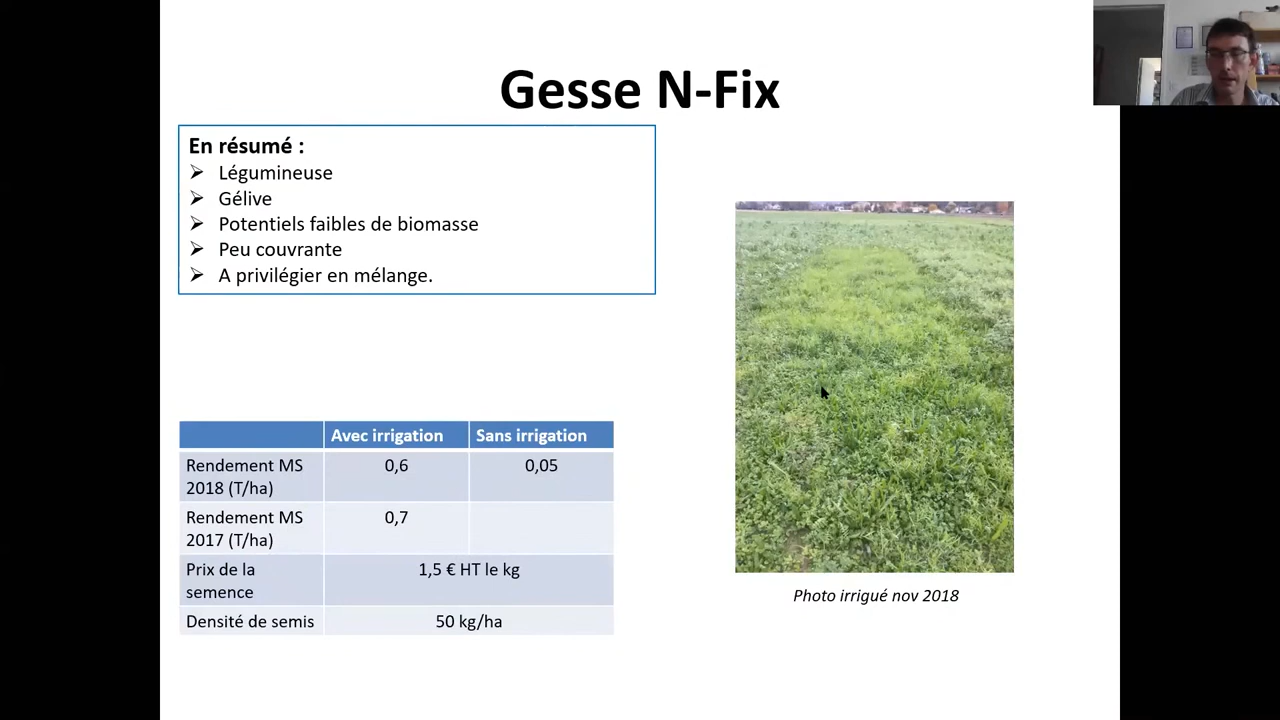 Gesse N-Fix
En résumé :
➢ Légumineuse
➢ Gélive
➢ Potentiels faibles de biomasse
➢ Peu couvrante
➢ A privilégier en mélange.
Avec irrigation Sans irrigation
Rendement MS 2018 (T/ha) 0,6 0,05
Rendement MS 2017 (T/ha) 0,7
Prix de la semence 1,5 € HT le kg
Densité de semis 50 kg/ha
Photo irrigué nov 2018